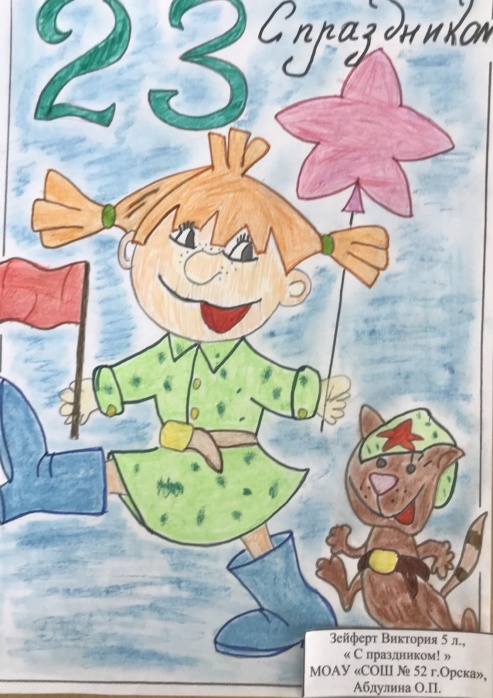 23
С праздником
Зейферт Виктория 5 л.,
« С праздником! »
МОАУ «СОШ № 52 г.Орска»,
Абдулина О.П.